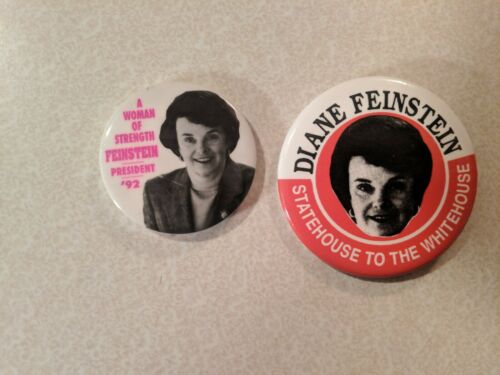 A
WOMAN
OF
STRENGTH
FEINSTEIN
PRESIDENT
'92
DIANE FEINSTEIN
STATEHOUSE TO THE WHITEHOUSE